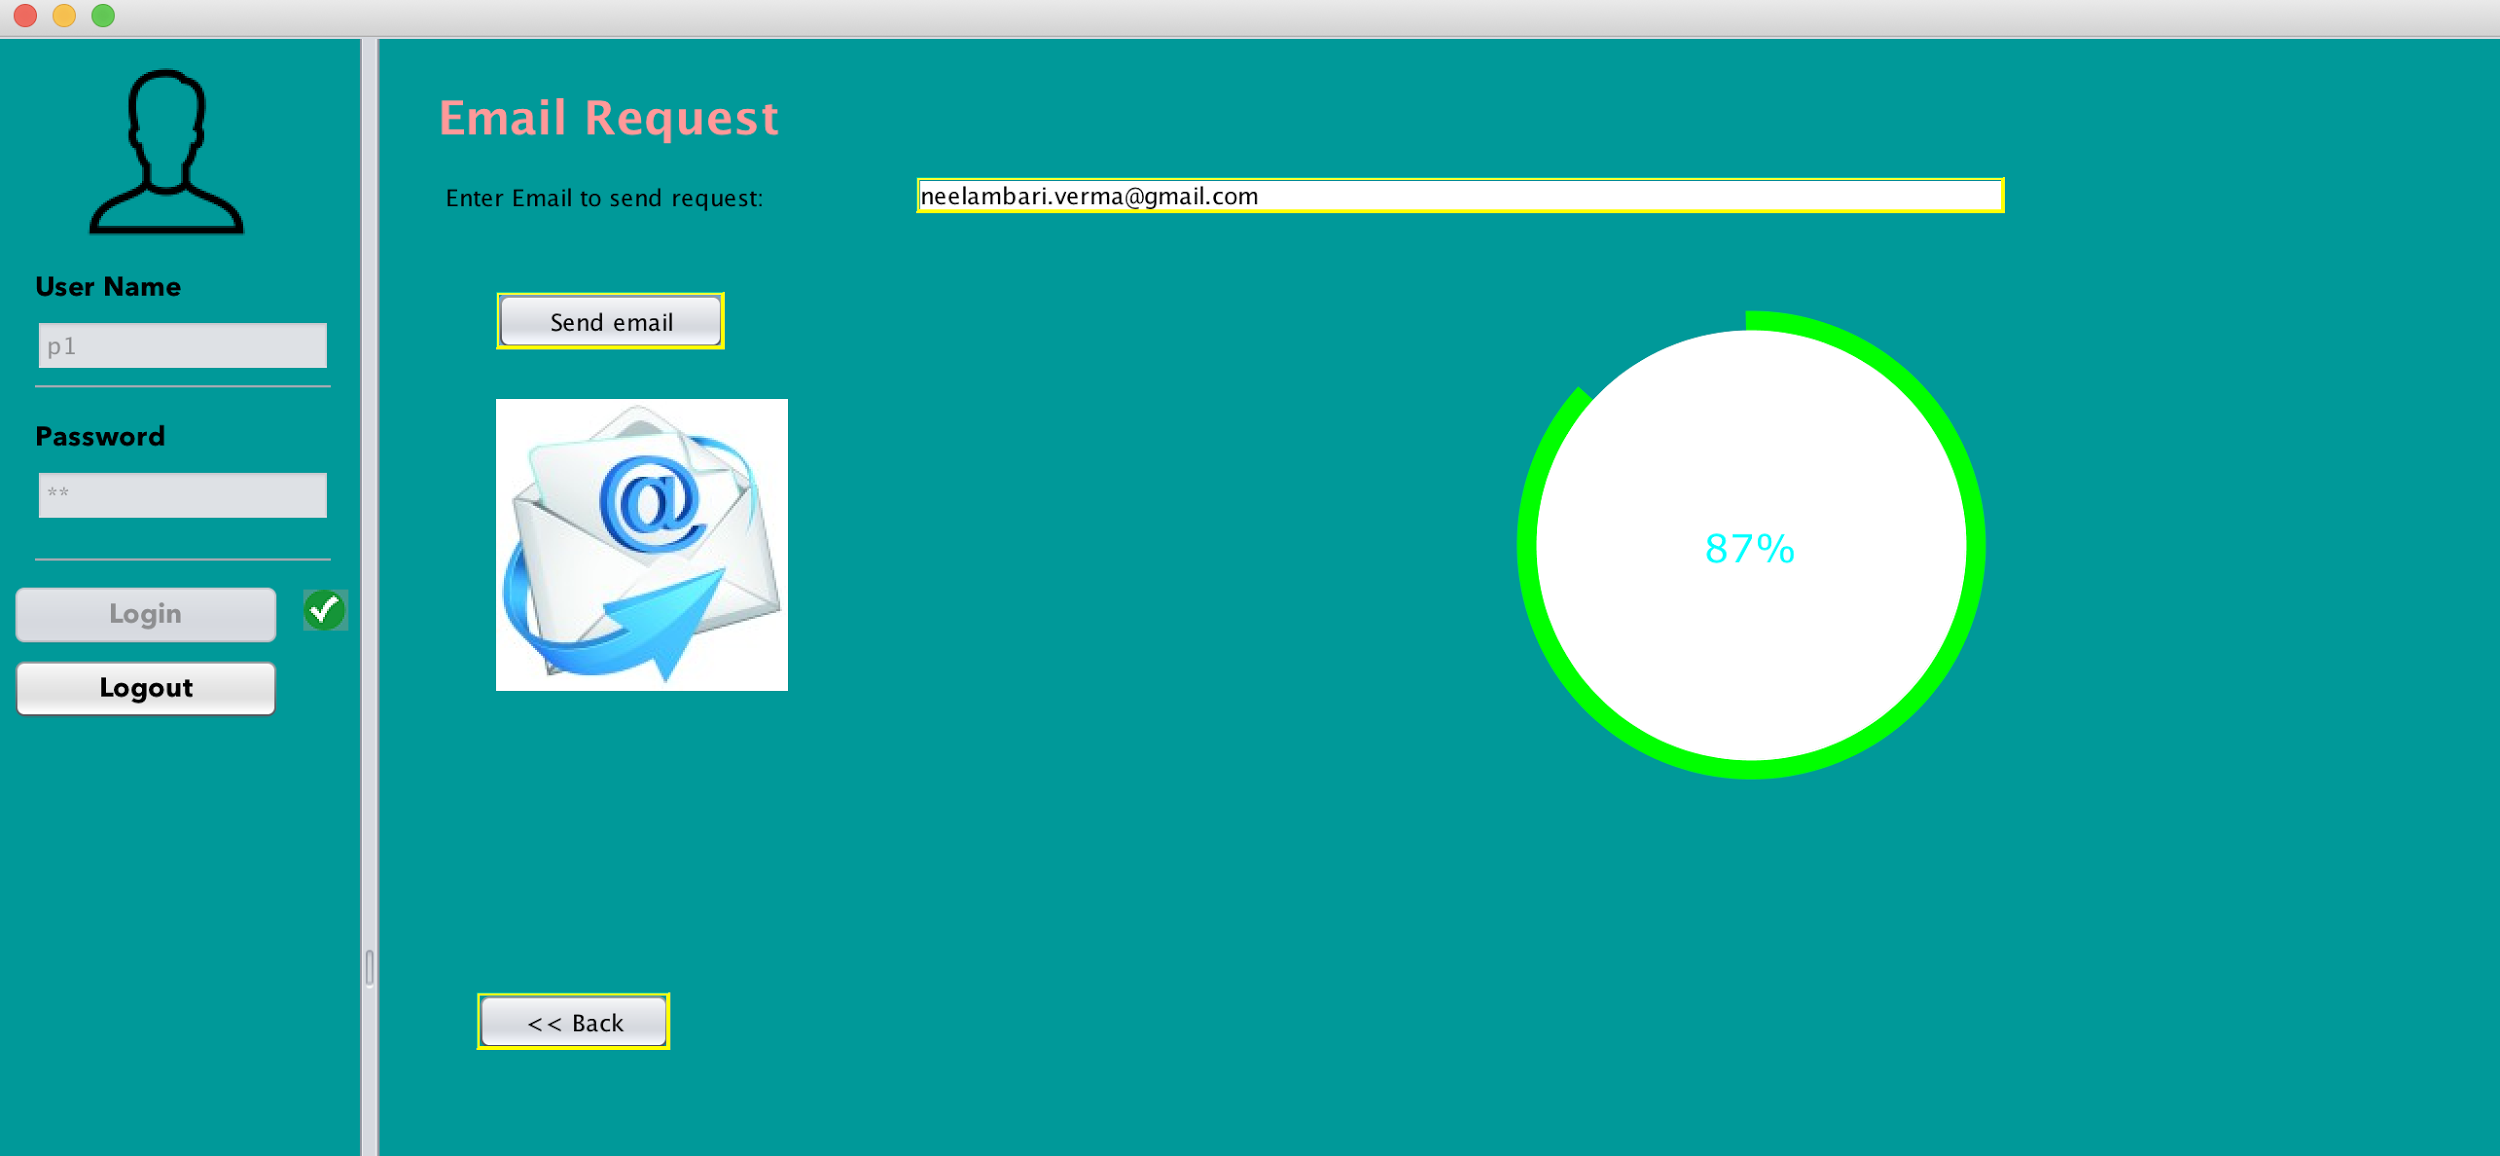 User Name
p1
Password
**
Login
Logout
Email Request
Enter Email to send request:
neelambari.verma@gmail.com
Send email
@
87%
<< Back